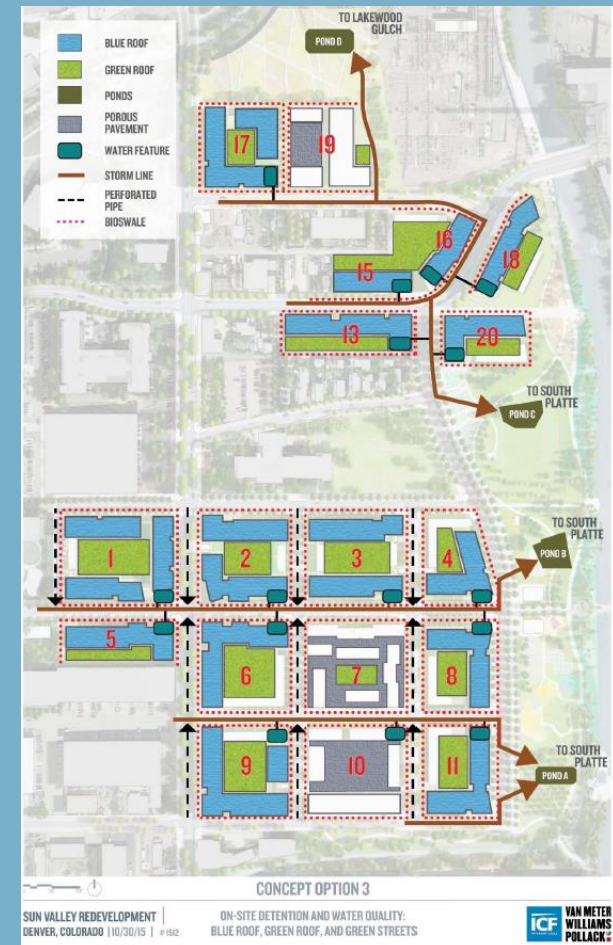 BLUE ROOF
GREEN ROOF
PONDS
POROUS
PAVEMENT
WATER FEATURE
STORM LINE
PERFORATED
PIPE
BIOSWALE
TO LAKEWOOD
GULCH
POND D
17
19
16
15
18
13
20
TO SOUTH
PLATTE
POND C
TO SOUTH
PLATTE
POND B
1
2
3
4
5
6
7
8
TO SOUTH
PLATTE
POND A
9
10
11
CONCEPT OPTION 3
SUN VALLEY REDEVELOPMENT
DENVER, COLORADO | 10/30/15 | # 1512
ON-SITE DETENTION AND WATER QUALITY:
BLUE ROOF, GREEN ROOF, AND GREEN STREETS
ICF
VAN METER
WILLIAMS
POLLACK